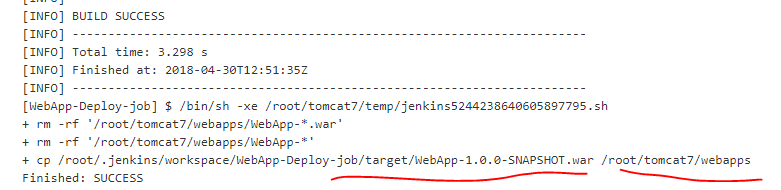 [INFO] BUILD SUCCESS
[INFO] ------------------------------------------------------------------------
[INFO] Total time: 3.298 s
[INFO] Finished at: 2018-04-30T12:51:35Z
[INFO] ------------------------------------------------------------------------
[WebApp-Deploy-job] $ /bin/sh -xe /root/tomcat7/temp/jenkins5244238640605897795.sh
+ rm -rf '/root/tomcat7/webapps/WebApp-*.war'
+ rm -rf '/root/tomcat7/webapps/WebApp-*'
+ cp /root/.jenkins/workspace/WebApp-Deploy-job/target/WebApp-1.0.0-SNAPSHOT.war /root/tomcat7/webapps
Finished: SUCCESS